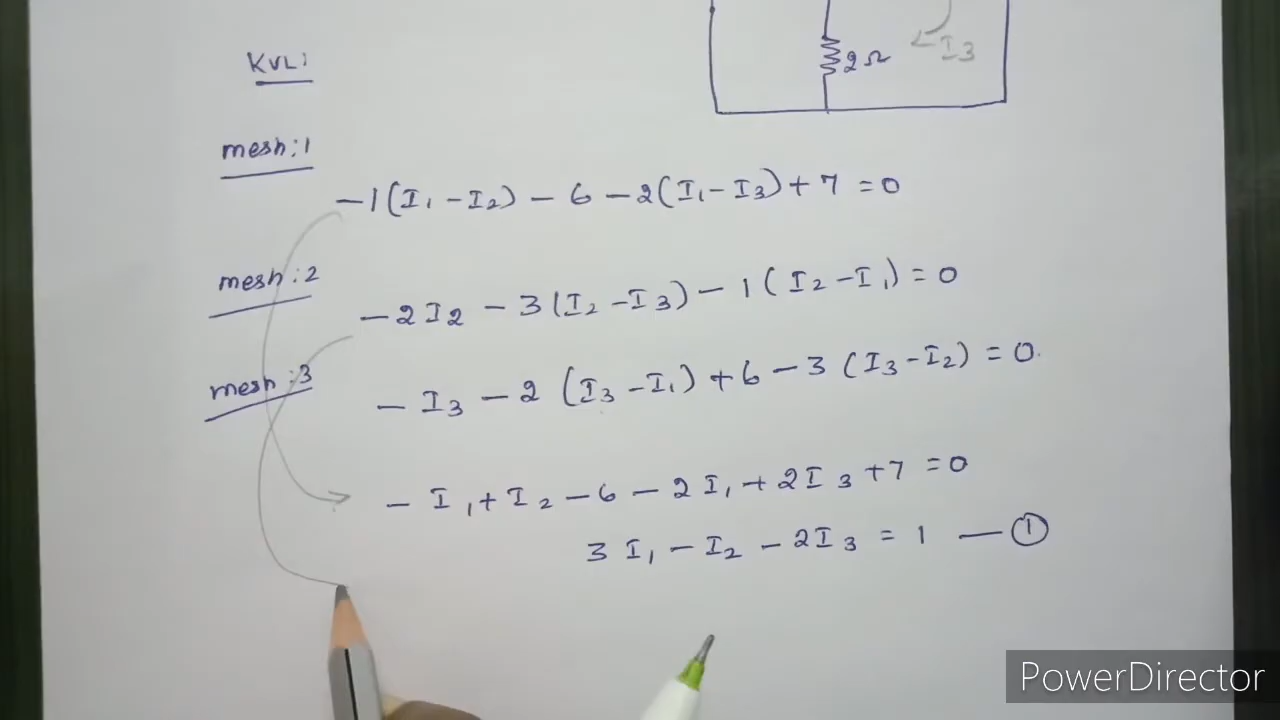 2Ω
I3
KVL:
mesh:1
-1(I1 - I2) - 6 - 2(I1 - I3) + 7 = 0
mesh:2
-2I2 - 3(I2 - I3) - 1(I2 - I1) = 0
mesh:3
- I3 - 2(I3 - I1) + 6 - 3(I3 - I2) = 0.
- I1 + I2 - 6 - 2I1 + 2I3 + 7 = 0
3I1 - I2 - 2I3 = 1 — ①
PowerDirector